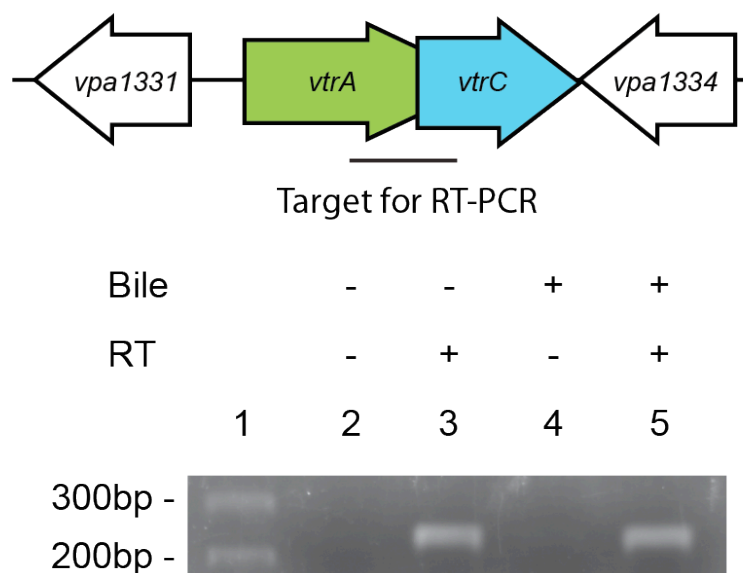 vpa1331 vtrA vtrC vpa1334
Target for RT-PCR
Bile - - + +
RT - + - +
1 2 3 4 5
300bp -
200bp -